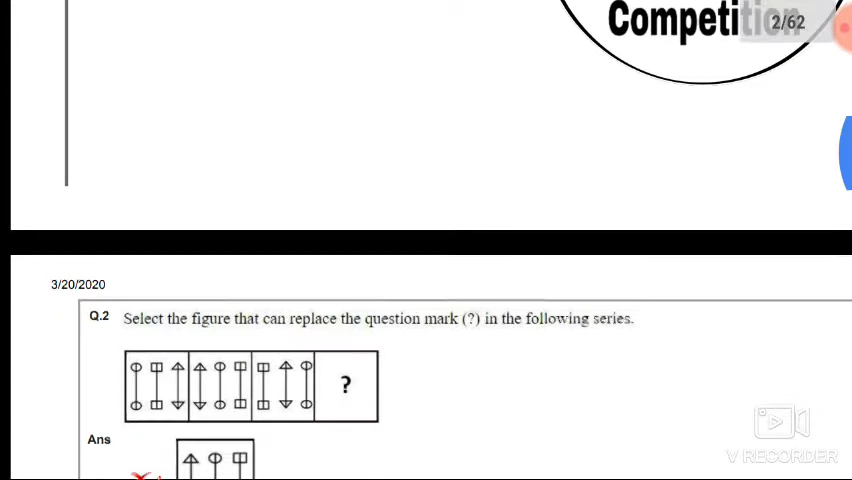 Competition
2/62
3/20/2020
Q.2 Select the figure that can replace the question mark (?) in the following series.
?
Ans
V RECORDER